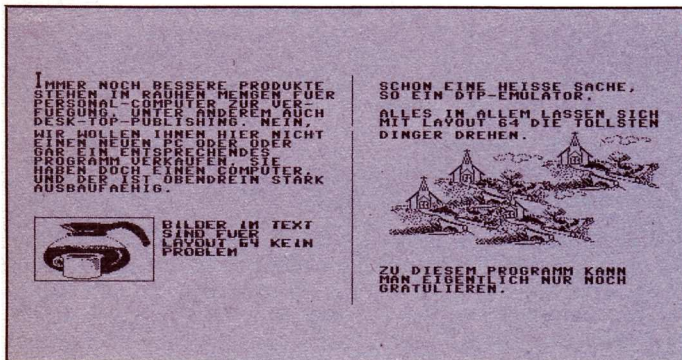 IMMER NOCH BESSERE PRODUKTE
STEHEN IN RAUHEN MENGEN FUER
PERSONAL-COMPUTER ZUR VER-
FUEGUNG, UNTER ANDEREM AUCH
DESK-TOP-PUBLISHING. NEIN,
WIR WOLLEN IHNEN HIER NICHT
EINEN NEUEN PC ODER ODER
GAR EIN ENTSPRECHENDES
PROGRAMM VERKAUFEN. SIE
HABEN DOCH EINEN COMPUTER,
UND DER IST OBENDREIN STARK
AUSBAUFAEHIG.
BILDER IM TEXT
SIND FUER
LAYOUT 64 KEIN
PROBLEM
SCHON EINE HEISSE SACHE,
SO EIN DTP-EMULATOR.
ALLES IN ALLEM LASSEN SICH
MIT LAYOUT 64 DIE TOLLSTEN
DINGER DREHEN.
ZU DIESEM PROGRAMM KANN
MAN EIGENTLICH NUR NOCH
GRATULIEREN.